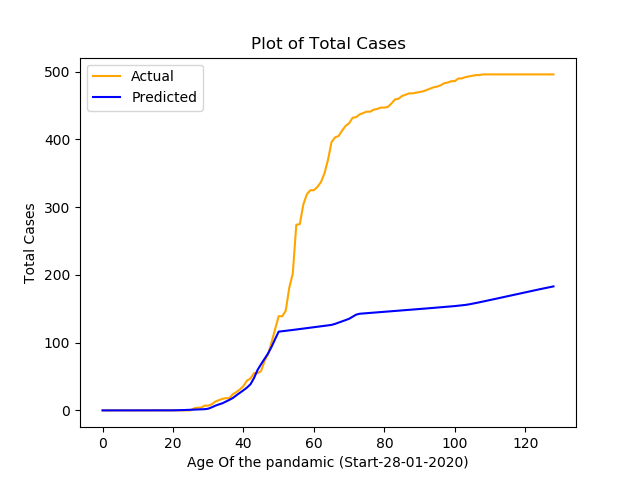 Plot of Total Cases
Actual
Predicted
500
400
300
200
100
0
Total Cases
0 20 40 60 80 100 120
Age Of the pandamic (Start-28-01-2020)